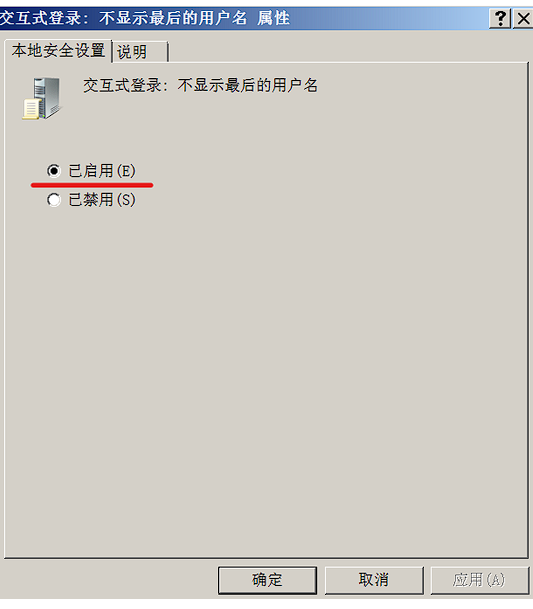 交互式登录: 不显示最后的用户名 属性
本地安全设置 说明
交互式登录: 不显示最后的用户名
已启用(E)
已禁用(S)
确定 取消 应用(A)